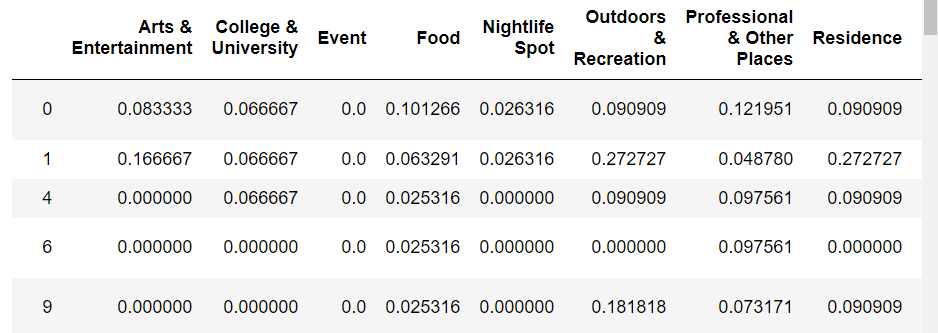 Arts & Entertainment College & University Event Food Nightlife Spot Outdoors & Recreation Professional & Other Places Residence
0 0.083333 0.066667 0.0 0.101266 0.026316 0.090909 0.121951 0.090909
1 0.166667 0.066667 0.0 0.063291 0.026316 0.272727 0.048780 0.272727
4 0.000000 0.066667 0.0 0.025316 0.000000 0.090909 0.097561 0.090909
6 0.000000 0.000000 0.0 0.025316 0.000000 0.000000 0.097561 0.000000
9 0.000000 0.000000 0.0 0.025316 0.000000 0.181818 0.073171 0.090909